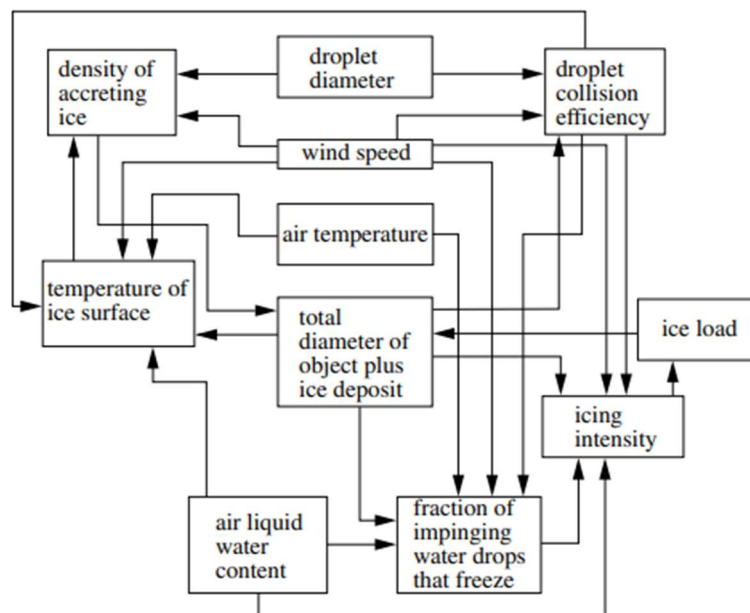 density of
accreting
ice
droplet
diameter
droplet
collision
efficiency
wind speed
air temperature
temperature of
ice surface
total
diameter of
object plus
ice deposit
ice load
icing
intensity
air liquid
water
content
fraction of
impinging
water drops
that freeze